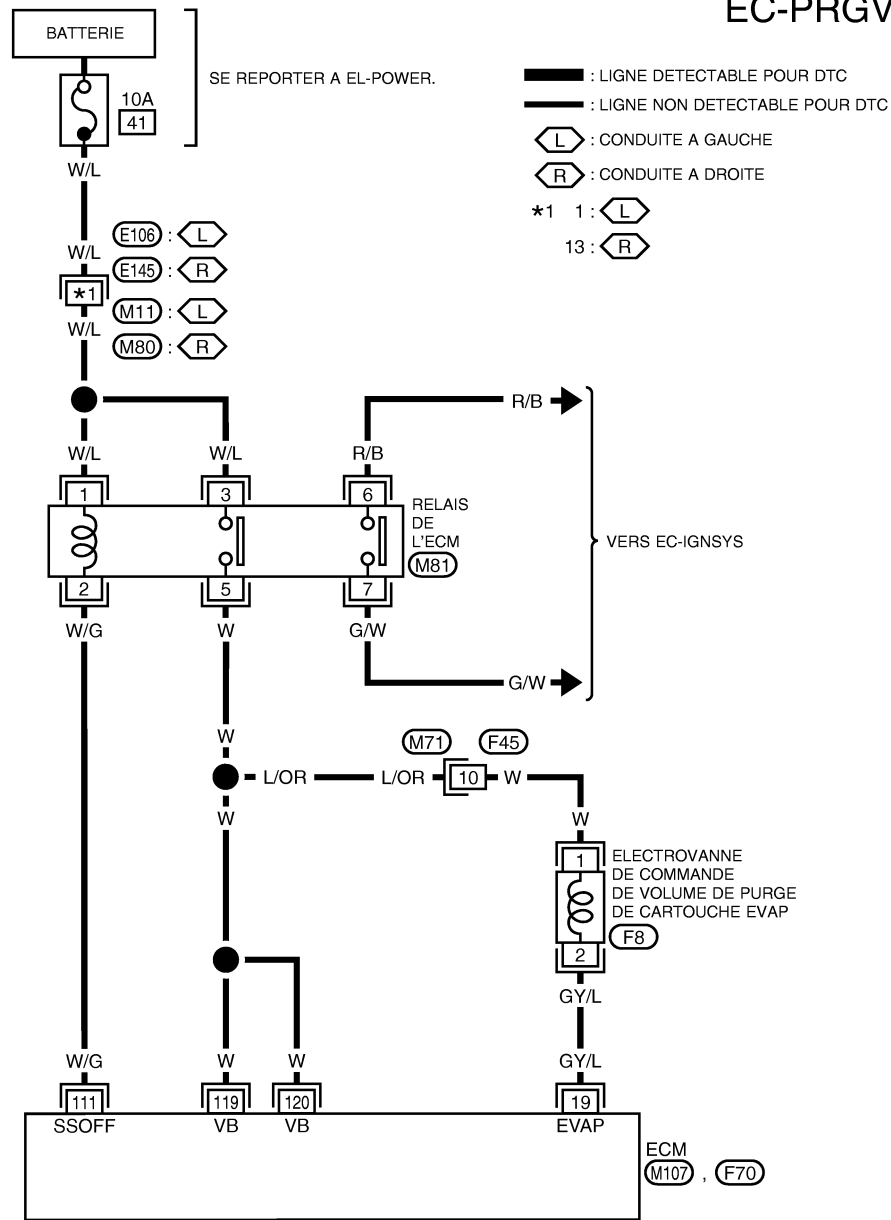 EC-PRGV
BATTERIE
SE REPORTER A EL-POWER.
10A
41
: LIGNE DETECTABLE POUR DTC
: LIGNE NON DETECTABLE POUR DTC
L : CONDUITE A GAUCHE
R : CONDUITE A DROITE
*1 1 : L
13 : R
W/L
W/L
E106 : L
E145 : R
*1
M11 : L
W/L
M80 : R
R/B
W/L W/L R/B
1 3 6
RELAIS
DE
L'ECM
M81
VERS EC-IGNSYS
2 5 7
W/G W G/W
G/W
W
M71 F45
L/OR L/OR 10 W
W W
1
ELECTROVANNE
DE COMMANDE
DE VOLUME DE PURGE
DE CARTOUCHE EVAP
F8
2
GY/L
W/G W W GY/L
111 119 120 19
SSOFF VB VB EVAP
ECM
M107 , F70